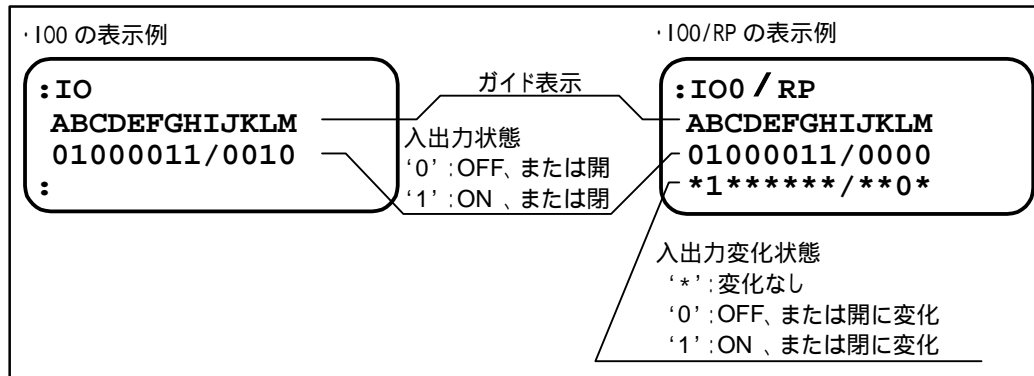 ・IO0 の表示例
:IO
ABCDEFGHIJKLM
01000011/0010
:
ガイド表示
入出力状態
‘0’:OFF、または開
‘1’:ON 、または閉
・IO0/RP の表示例
:IO0/RP
ABCDEFGHIJKLM
01000011/0000
*1******/**0*
入出力変化状態
‘*’:変化なし
‘0’:OFF、または開に変化
‘1’:ON 、または閉に変化